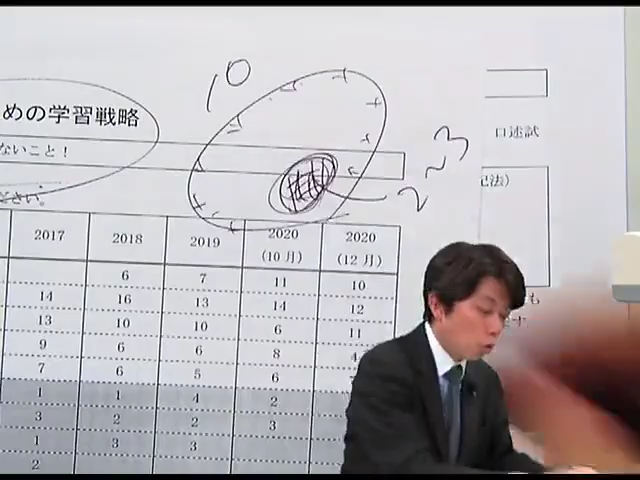 10
めの学習戦略
口述試
ないこと！
2~3
記法）
ださい。
2017 2018 2019 2020 2020
(10月) (12月)
6 7 11 10
14 16 13 14 12
13 10 10 6 11
9 6 6 8 4
7 6 5 6
1 1 4 2
3 2 2 3
1 3 3
2
も
す